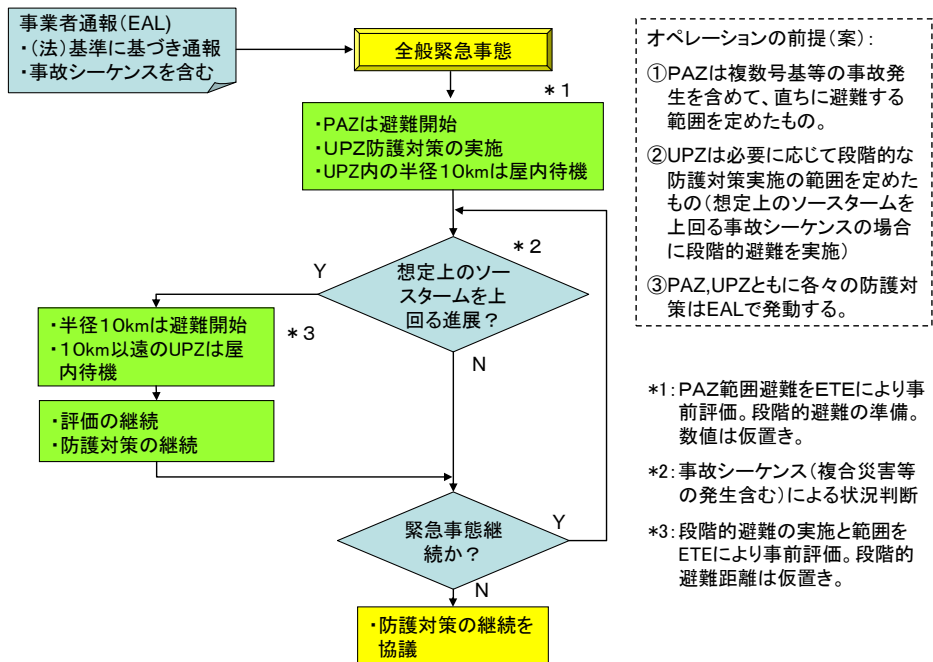 事業者通報(EAL)
・(法)基準に基づき通報
・事故シーケンスを含む
全般緊急事態
＊1
・PAZは避難開始
・UPZ防護対策の実施
・UPZ内の半径10kmは屋内待機
＊2
Y
想定上のソー
スタームを上
回る進展？
N
・半径10kmは避難開始
・10km以遠のUPZは屋
内待機
＊3
・評価の継続
・防護対策の継続
緊急事態継
続か？
Y
N
・防護対策の継続を
協議
オペレーションの前提(案)：
①PAZは複数号基等の事故発
生を含めて、直ちに避難する
範囲を定めたもの。
②UPZは必要に応じて段階的な
防護対策実施の範囲を定めた
もの(想定上のソースタームを
上回る事故シーケンスの場合
に段階的避難を実施)
③PAZ,UPZともに各々の防護対
策はEALで発動する。
*1：PAZ範囲避難をETEにより事
前評価。段階的避難の準備。
数値は仮置き。
*2：事故シーケンス(複合災害等
の発生含む)による状況判断
*3：段階的避難の実施と範囲を
ETEにより事前評価。段階的
避難距離は仮置き。